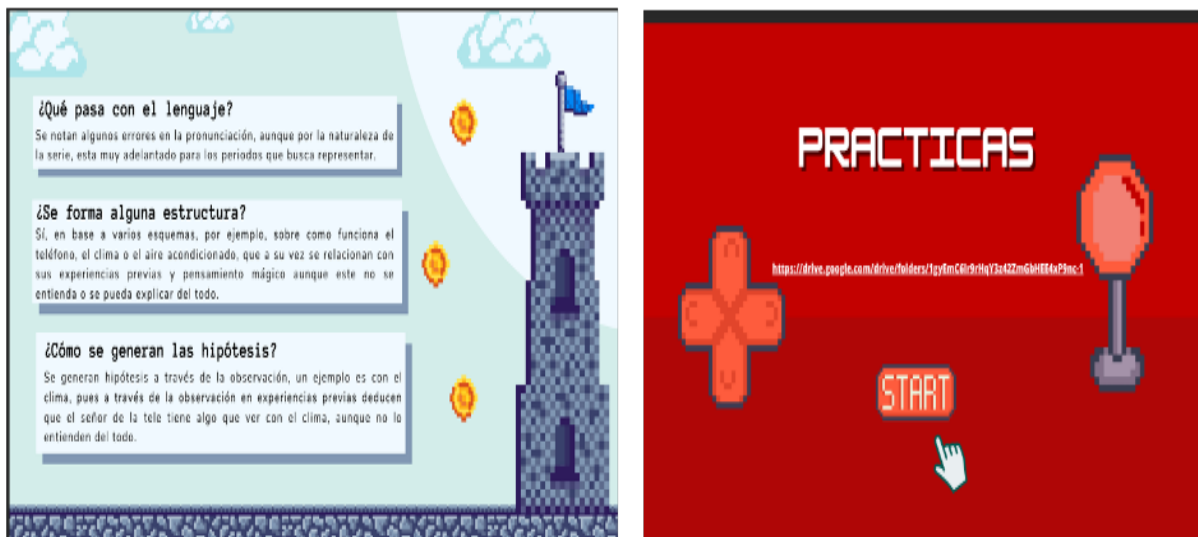 ¿Qué pasa con el lenguaje?
Se notan algunos errores en la pronunciación, aunque por la naturaleza de
la serie, esta muy adelantado para los periodos que busca representar.
¿Se forma alguna estructura?
Sí, en base a varios esquemas, por ejemplo, sobre como funciona el
teléfono, el clima o el aire acondicionado, que a su vez se relacionan con
sus experiencias previas y pensamiento mágico aunque este no se
entienda o se pueda explicar del todo.
¿Cómo se generan las hipótesis?
Se generan hipótesis a través de la observación, un ejemplo es con el
clima, pues a través de la observación en experiencias previas deducen
que el señor de la tele tiene algo que ver con el clima, aunque no lo
entienden del todo.
PRACTICAS
START